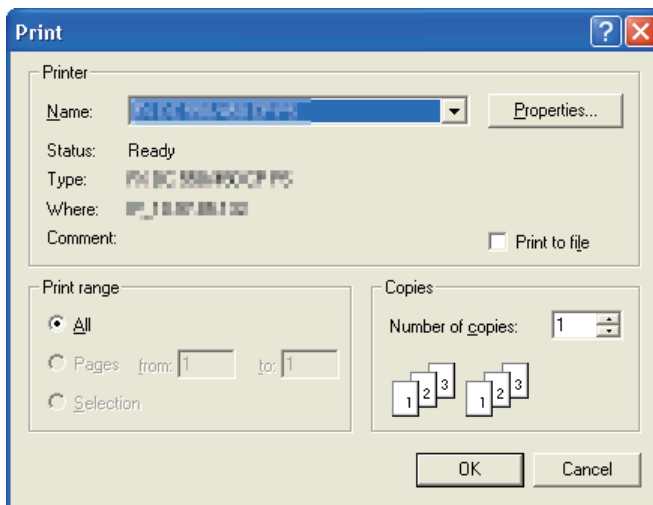 Print
Printer
Name:
Properties...
Status: Ready
Type:
Where:
Comment:
Print to file
Print range
All
Pages from: 1 to: 1
Selection
Copies
Number of copies: 1
1 2 3 1 2 3
OK Cancel